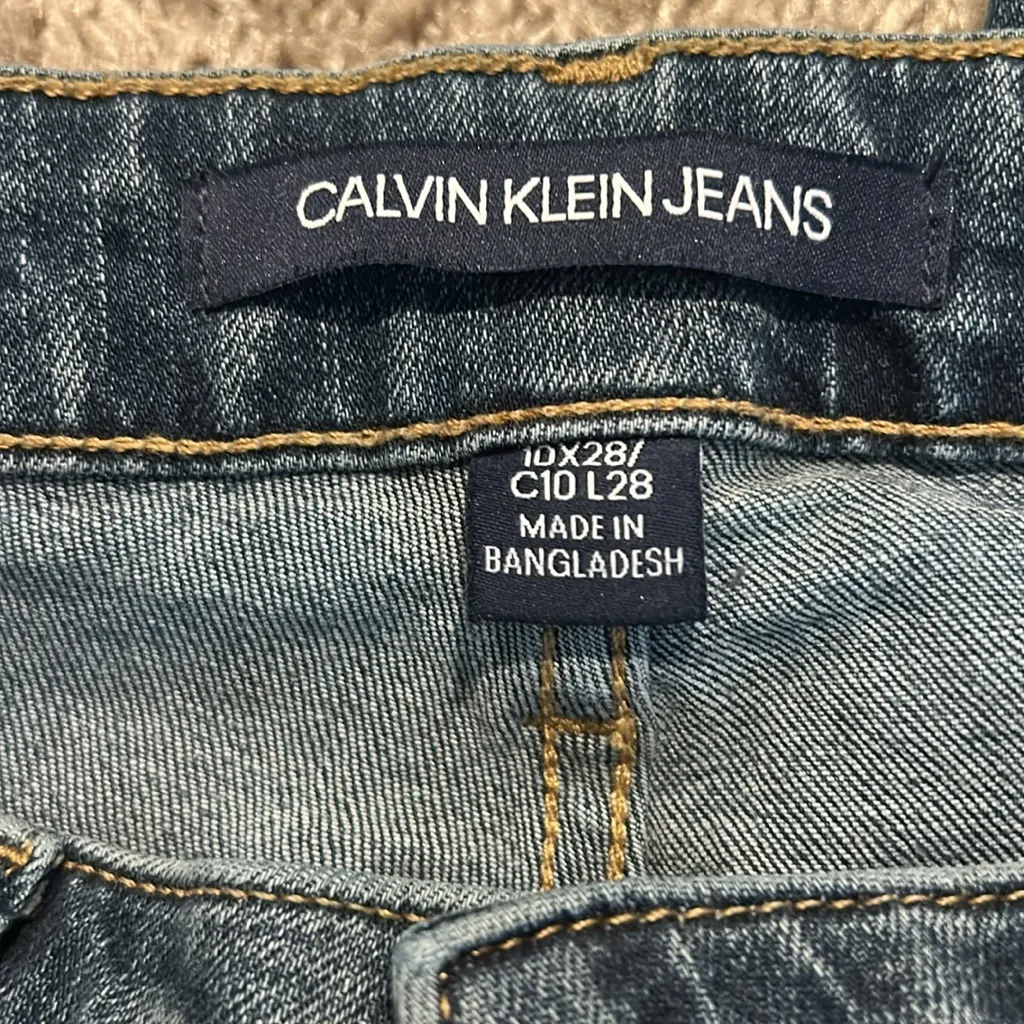 CALVIN KLEIN JEANS
10X28/
C10 L28
MADE IN
BANGLADESH